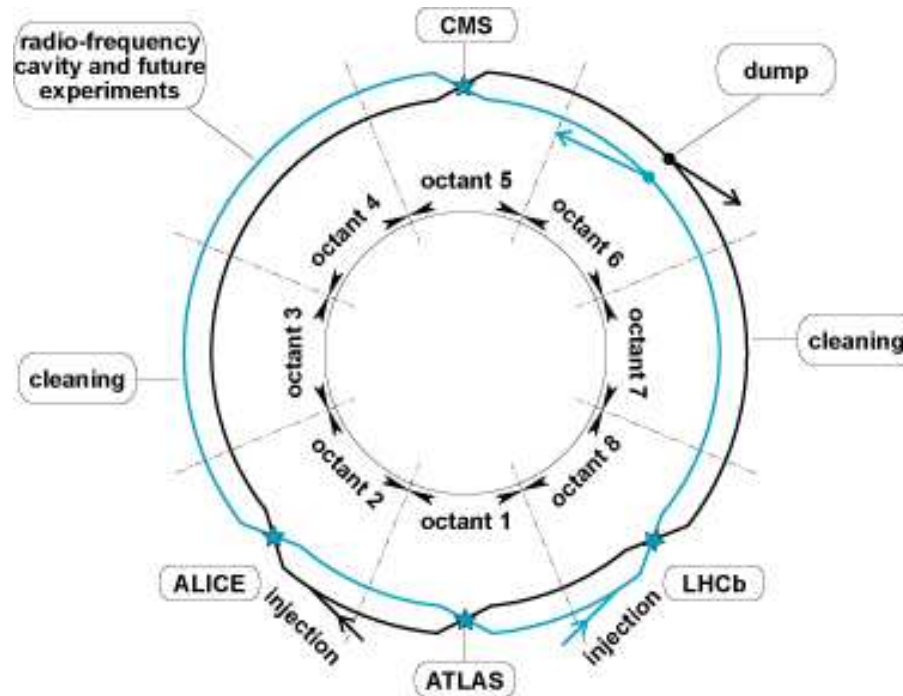 CMS
radio-frequency
cavity and future
experiments
dump
octant 5
octant 4
octant 6
octant 3
octant 7
cleaning
cleaning
octant 2
octant 8
octant 1
ALICE
injection
LHCb
injection
ATLAS